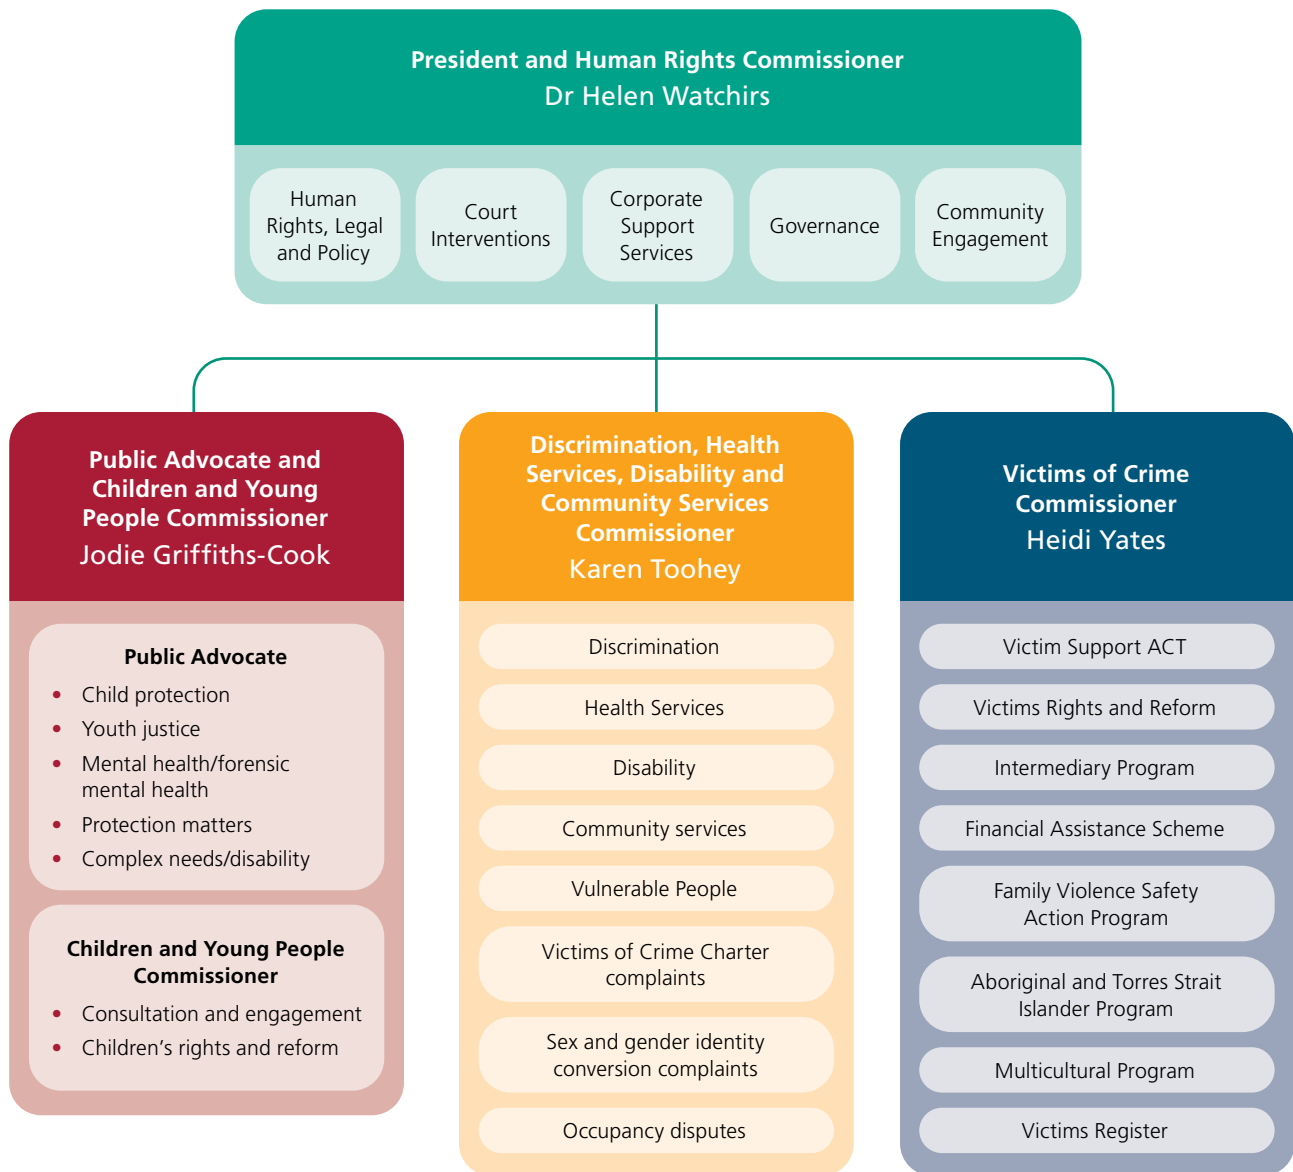 President and Human Rights Commissioner
Dr Helen Watchirs
Human
Rights, Legal
and Policy
Court
Interventions
Corporate
Support
Services
Governance
Community
Engagement
Public Advocate and
Children and Young
People Commissioner
Jodie Griffiths-Cook
Public Advocate
• Child protection
• Youth justice
• Mental health/forensic
mental health
• Protection matters
• Complex needs/disability
Children and Young People
Commissioner
• Consultation and engagement
• Children’s rights and reform
Discrimination, Health
Services, Disability and
Community Services
Commissioner
Karen Toohey
Discrimination
Health Services
Disability
Community services
Vulnerable People
Victims of Crime Charter
complaints
Sex and gender identity
conversion complaints
Occupancy disputes
Victims of Crime
Commissioner
Heidi Yates
Victim Support ACT
Victims Rights and Reform
Intermediary Program
Financial Assistance Scheme
Family Violence Safety
Action Program
Aboriginal and Torres Strait
Islander Program
Multicultural Program
Victims Register